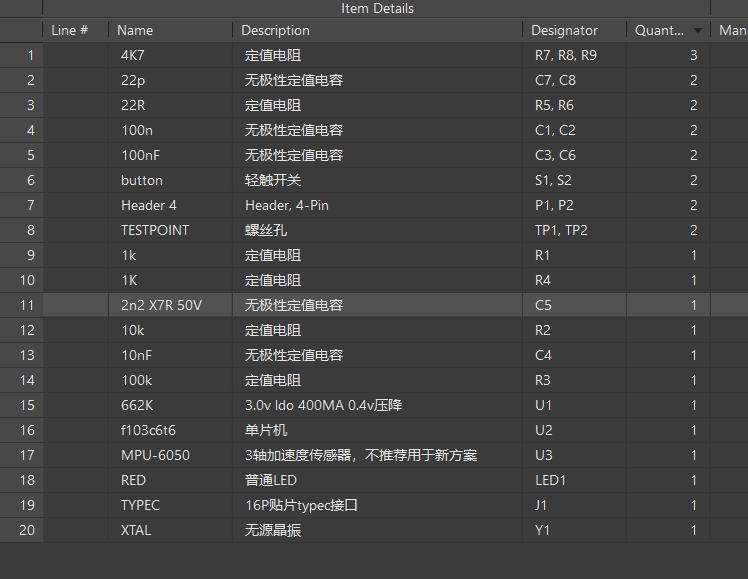 Item Details
Line # Name Description Designator Quant... Man
1 4K7 定值电阻 R7, R8, R9 3
2 22p 无极性定值电容 C7, C8 2
3 22R 定值电阻 R5, R6 2
4 100n 无极性定值电容 C1, C2 2
5 100nF 无极性定值电容 C3, C6 2
6 button 轻触开关 S1, S2 2
7 Header 4 Header, 4-Pin P1, P2 2
8 TESTPOINT 螺丝孔 TP1, TP2 2
9 1k 定值电阻 R1 1
10 1K 定值电阻 R4 1
11 2n2 X7R 50V 无极性定值电容 C5 1
12 10k 定值电阻 R2 1
13 10nF 无极性定值电容 C4 1
14 100k 定值电阻 R3 1
15 662K 3.0v ldo 400MA 0.4v压降 U1 1
16 f103c6t6 单片机 U2 1
17 MPU-6050 3轴加速度传感器，不推荐用于新方案 U3 1
18 RED 普通LED LED1 1
19 TYPEC 16P贴片typec接口 J1 1
20 XTAL 无源晶振 Y1 1